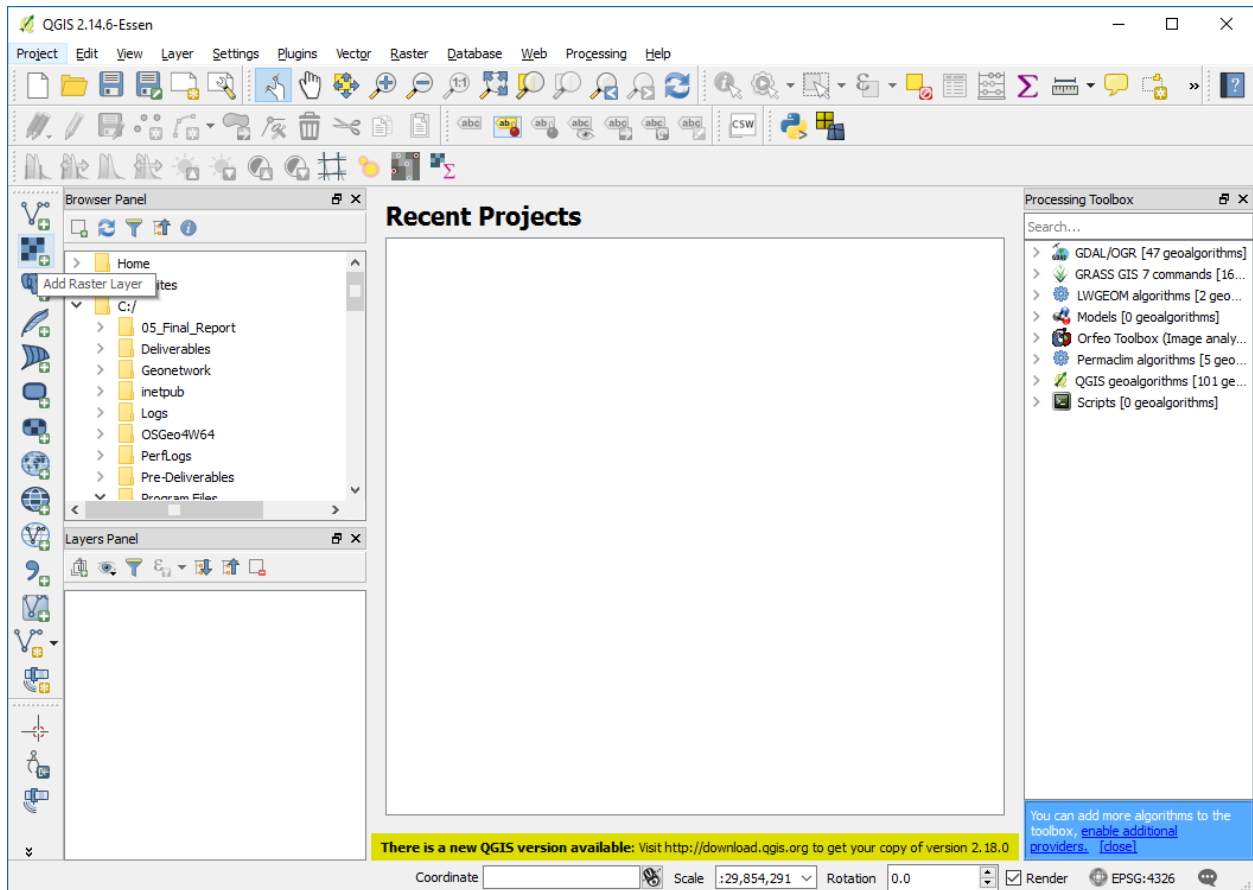 QGIS 2.14.6-Essen
Project Edit View Layer Settings Plugins Vector Raster Database Web Processing Help
CSW
Browser Panel
Recent Projects
Processing Toolbox
Search...
Home
Add Raster Layer
ites
C:/
05_Final_Report
Deliverables
Geonetwork
inetpub
Logs
OSGeo4W64
PerfLogs
Pre-Deliverables
Program Files
GDAL/OGR [47 geoalgorithms]
GRASS GIS 7 commands [16...
LWGEOM algorithms [2 geo...
Models [0 geoalgorithms]
Orfeo Toolbox (Image analy...
Permaclim algorithms [5 geo...
QGIS geoalgorithms [101 ge...
Scripts [0 geoalgorithms]
Layers Panel
You can add more algorithms to the
toolbox, enable additional
providers. [close]
There is a new QGIS version available: Visit http://download.qgis.org to get your copy of version 2.18.0
Coordinate Scale :29,854,291 Rotation 0.0 Render EPSG:4326